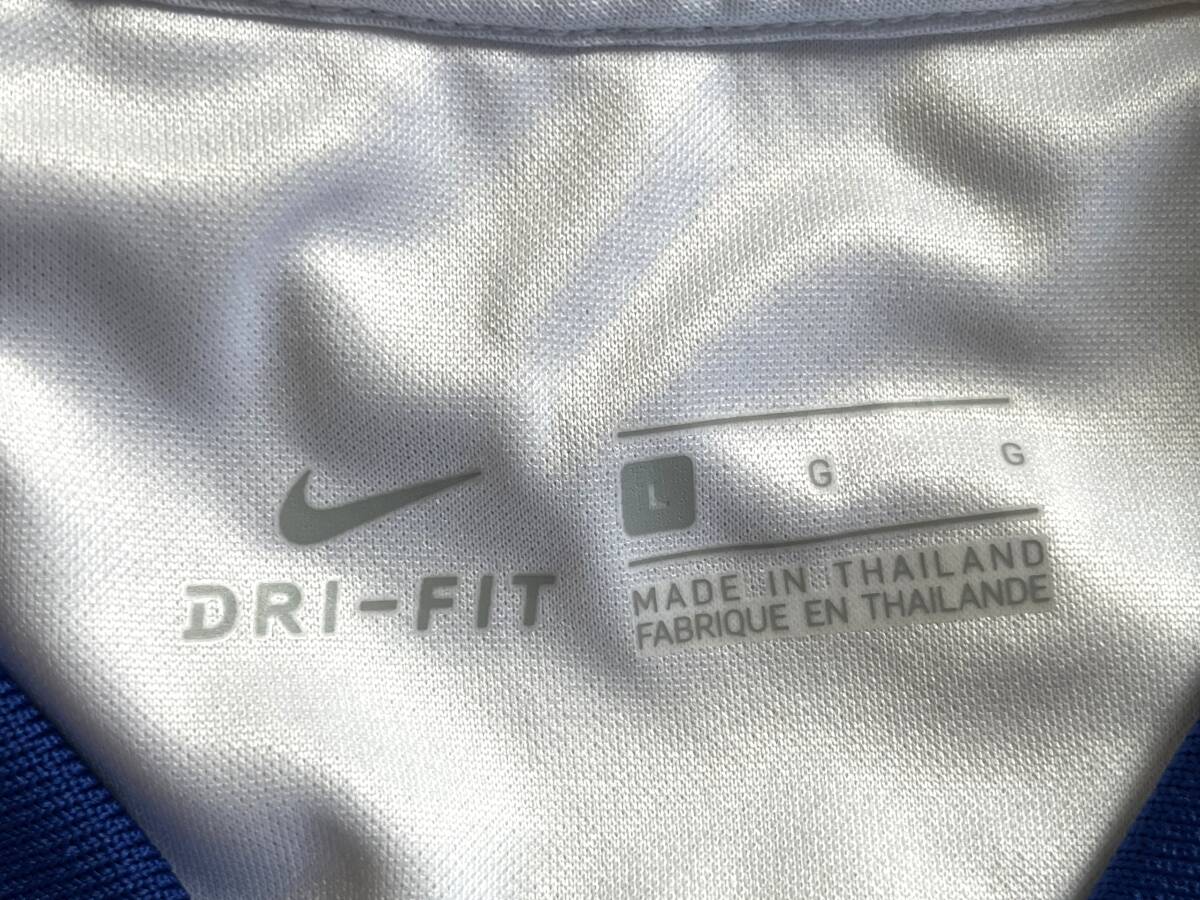 DRI-FIT
L G G
MADE IN THAILAND
FABRIQUE EN THAILANDE